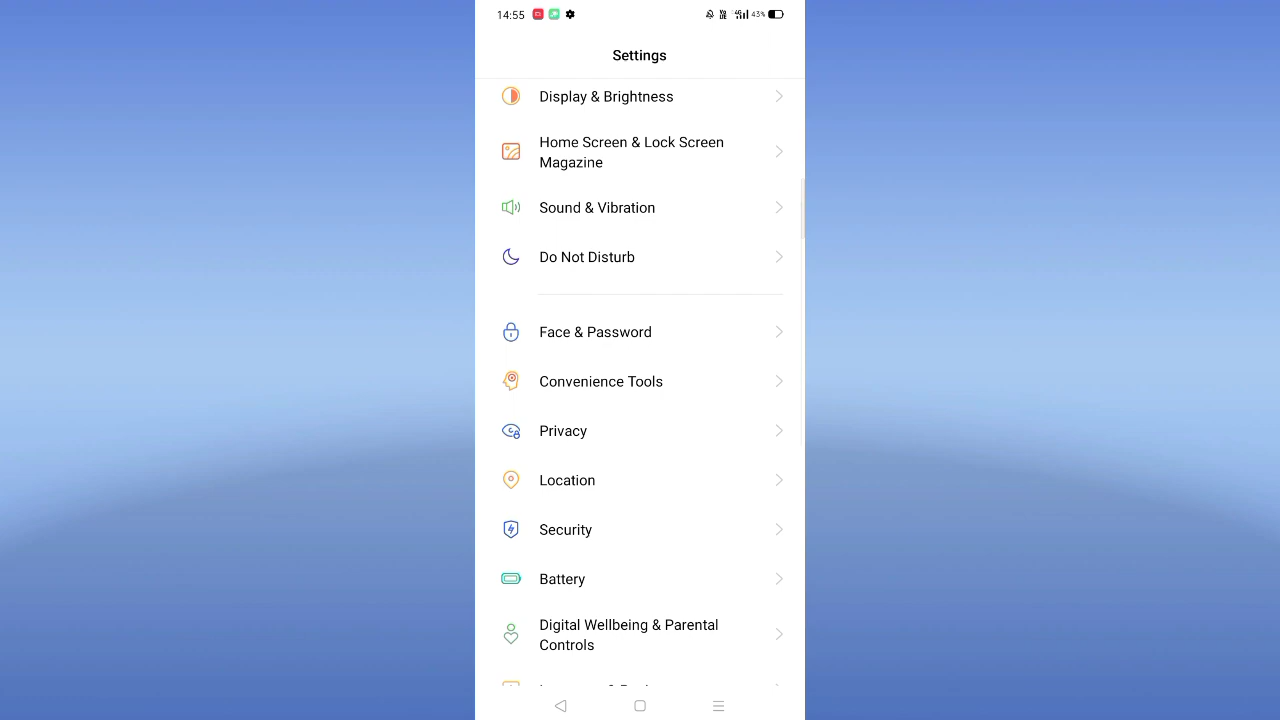 14:55
43%
Settings
Display & Brightness
Home Screen & Lock Screen
Magazine
Sound & Vibration
Do Not Disturb
Face & Password
Convenience Tools
Privacy
Location
Security
Battery
Digital Wellbeing & Parental
Controls